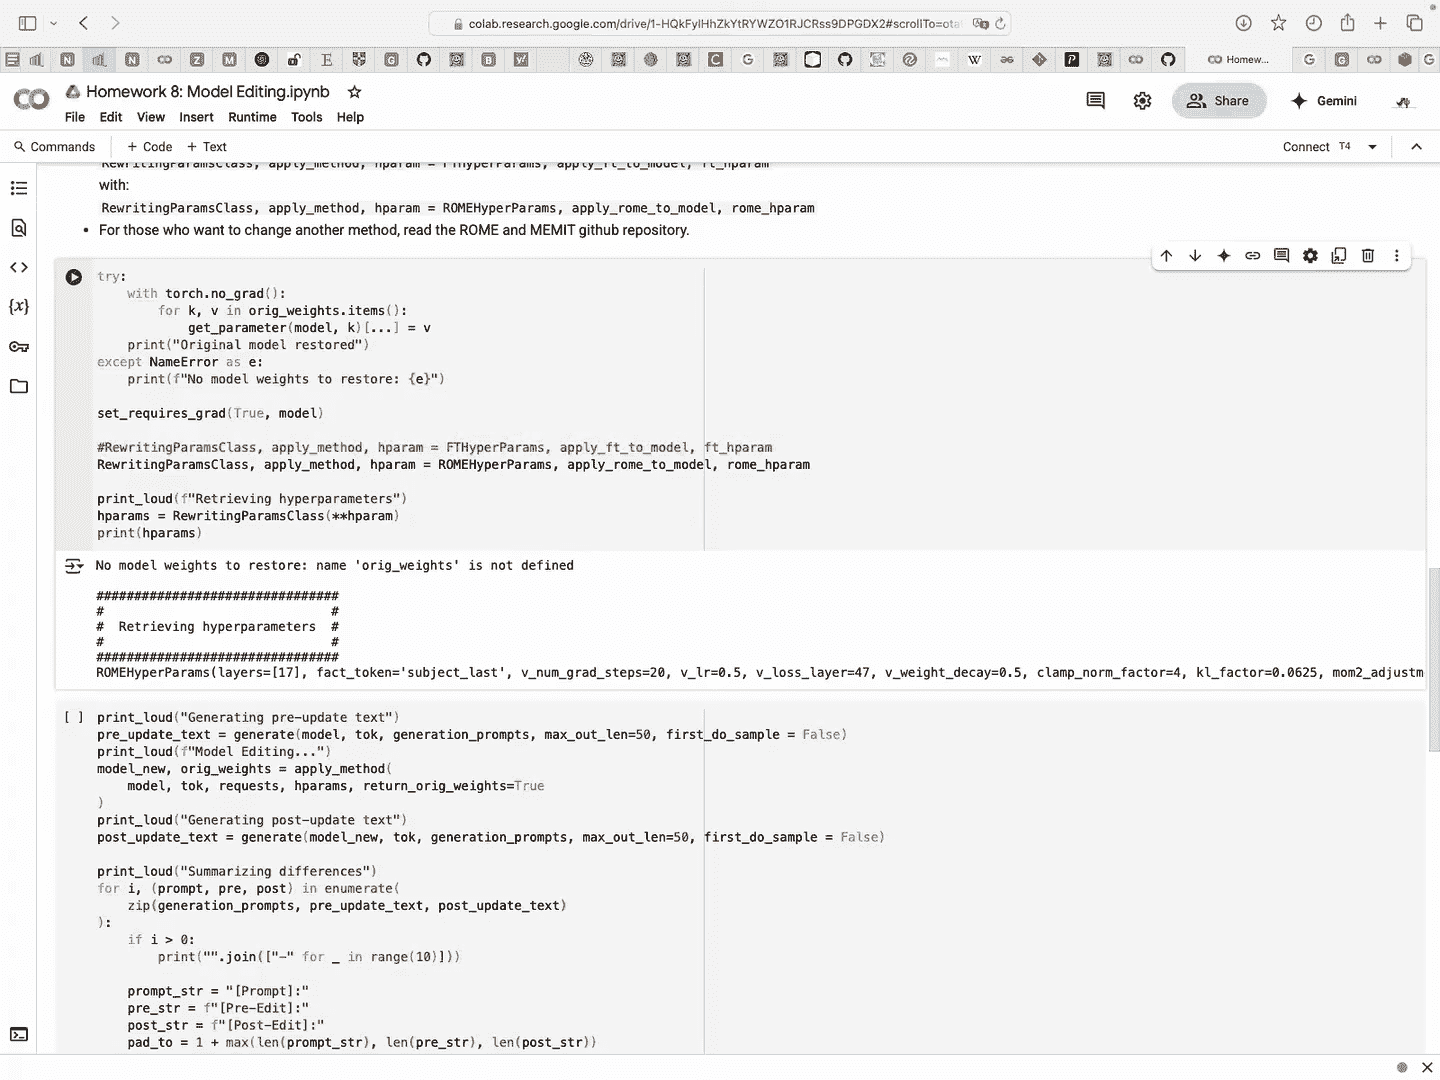 colab.research.google.com/drive/1-HQkFyIHhZkYtRYWZO1RJCRss9DPGDX2#scrollTo=ota
Homew...
Homework 8: Model Editing.ipynb
Share
Gemini
File Edit View Insert Runtime Tools Help
Commands + Code + Text
Connect T4
RewritingParamsClass, apply_method, hparam = FTHyperParams, apply_ft_to_model, ft_hparam
with:
RewritingParamsClass, apply_method, hparam = ROMEHyperParams, apply_rome_to_model, rome_hparam
• For those who want to change another method, read the ROME and MEMIT github repository.
try:
    with torch.no_grad():
        for k, v in orig_weights.items():
            get_parameter(model, k)[...] = v
    print("Original model restored")
except NameError as e:
    print(f"No model weights to restore: {e}")
set_requires_grad(True, model)
#RewritingParamsClass, apply_method, hparam = FTHyperParams, apply_ft_to_model, ft_hparam
RewritingParamsClass, apply_method, hparam = ROMEHyperParams, apply_rome_to_model, rome_hparam
print_loud(f"Retrieving hyperparameters")
hparams = RewritingParamsClass(**hparam)
print(hparams)
No model weights to restore: name 'orig_weights' is not defined
################################
#                              #
#  Retrieving hyperparameters  #
#                              #
################################
ROMEHyperParams(layers=[17], fact_token='subject_last', v_num_grad_steps=20, v_lr=0.5, v_loss_layer=47, v_weight_decay=0.5, clamp_norm_factor=4, kl_factor=0.0625, mom2_adjustm
[ ] print_loud("Generating pre-update text")
pre_update_text = generate(model, tok, generation_prompts, max_out_len=50, first_do_sample = False)
print_loud(f"Model Editing...")
model_new, orig_weights = apply_method(
    model, tok, requests, hparams, return_orig_weights=True
)
print_loud("Generating post-update text")
post_update_text = generate(model_new, tok, generation_prompts, max_out_len=50, first_do_sample = False)
print_loud("Summarizing differences")
for i, (prompt, pre, post) in enumerate(
    zip(generation_prompts, pre_update_text, post_update_text)
):
    if i > 0:
        print("".join(["-" for _ in range(10)]))
    prompt_str = "[Prompt]:"
    pre_str = f"[Pre-Edit]:"
    post_str = f"[Post-Edit]:"
    pad_to = 1 + max(len(prompt_str), len(pre_str), len(post_str))